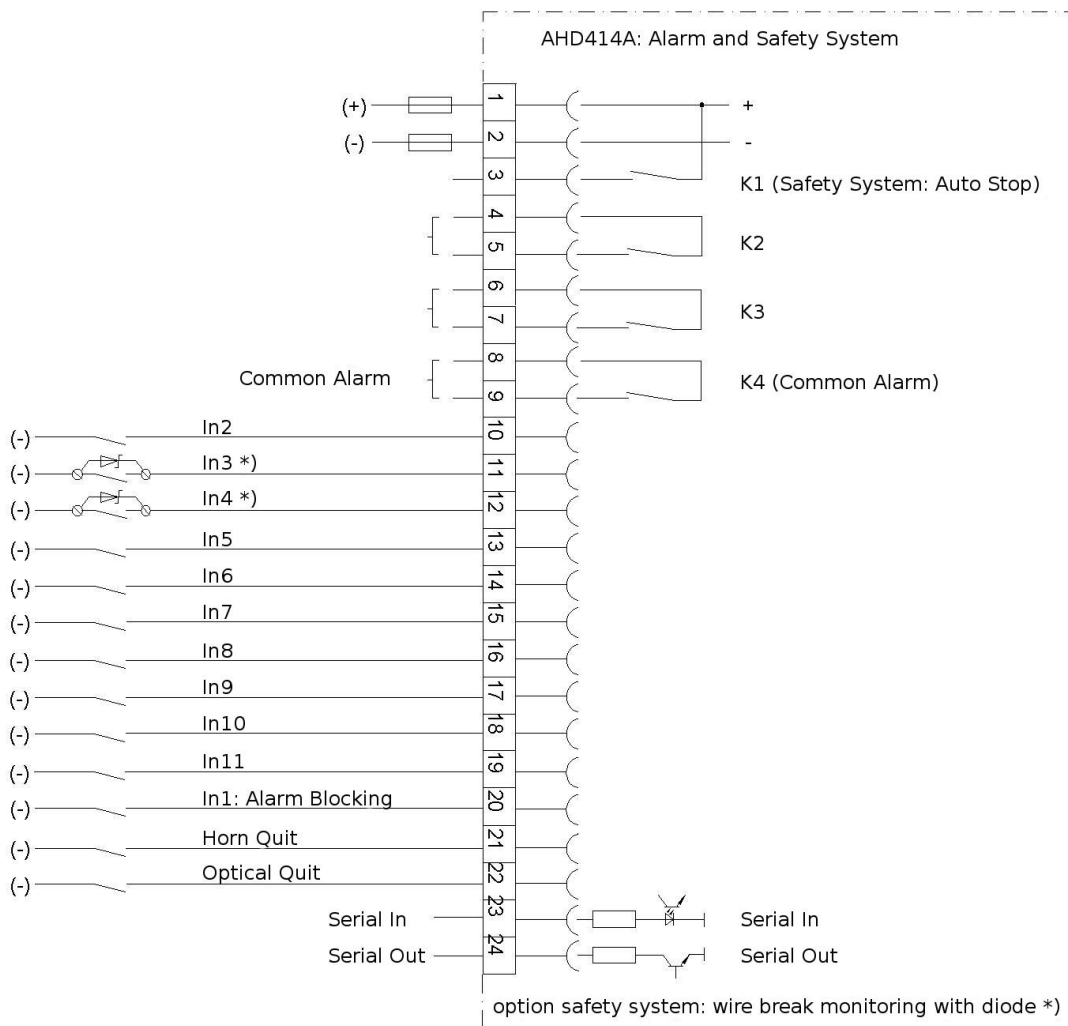 AHD414A: Alarm and Safety System
(+) 1 +
(-) 2 -
3 K1 (Safety System: Auto Stop)
4
5 K2
6
7 K3
8
Common Alarm K4 (Common Alarm)
9
(-) In2 10
(-) In3 *) 11
(-) In4 *) 12
(-) In5 13
(-) In6 14
(-) In7 15
(-) In8 16
(-) In9 17
(-) In10 18
(-) In11 19
(-) In1: Alarm Blocking 20
(-) Horn Quit 21
(-) Optical Quit 22
Serial In 23 Serial In
Serial Out 24 Serial Out
option safety system: wire break monitoring with diode *)